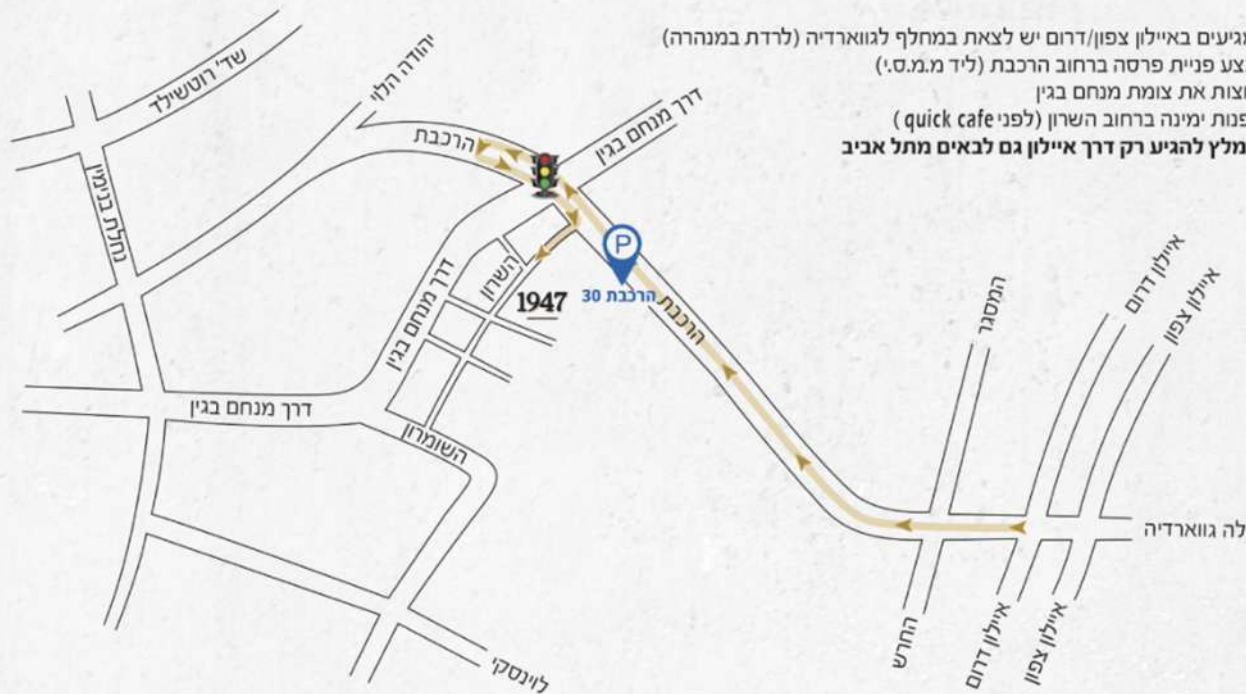 מגיעים באיילון צפון/דרום יש לצאת במחלף לגווארדיה (לרדת במנהרה)
בצע פניית פרסה ברחוב הרכבת (ליד מ.מ.ס.י)
חוצות את צומת מנחם בגין
לפנות ימינה ברחוב השרון (לפני quick cafe )
מומלץ להגיע רק דרך איילון גם לבאים מתל אביב
שד' רוטשילד
יהודה הלוי
הרכבת
דרך מנחם בגין
נחלת בנימין
דרך מנחם בגין
השרון
1947
P
הרכבת 30
הרכבת
המסגר
איילון דרום
איילון צפון
דרך מנחם בגין
השומרון
לה גווארדיה
החרש
איילון דרום
איילון צפון
לוינסקי